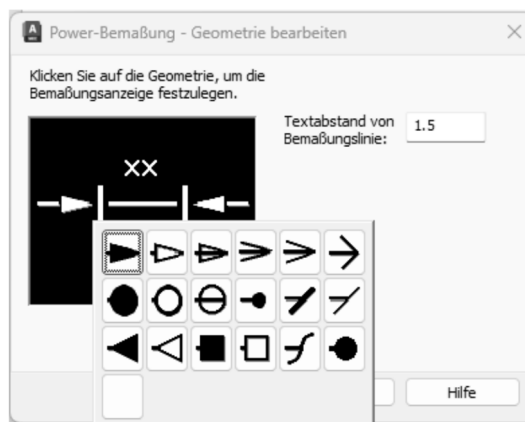 Power-Bemaßung - Geometrie bearbeiten
Klicken Sie auf die Geometrie, um die
Bemaßungsanzeige festzulegen.
Textabstand von
Bemaßungslinie:
1.5
xx
Hilfe